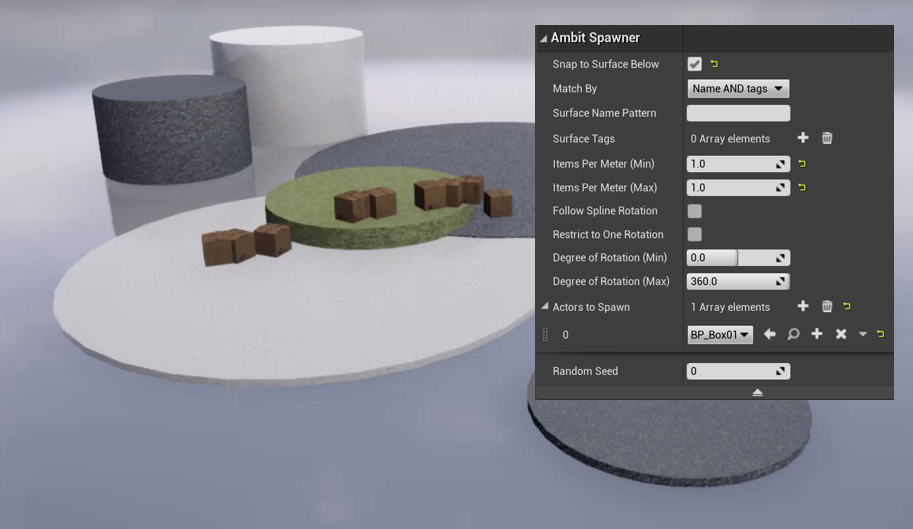 Ambit Spawner
Snap to Surface Below
Match By Name AND tags
Surface Name Pattern
Surface Tags 0 Array elements
Items Per Meter (Min) 1.0
Items Per Meter (Max) 1.0
Follow Spline Rotation
Restrict to One Rotation
Degree of Rotation (Min) 0.0
Degree of Rotation (Max) 360.0
Actors to Spawn 1 Array elements
0 BP_Box01
Random Seed 0